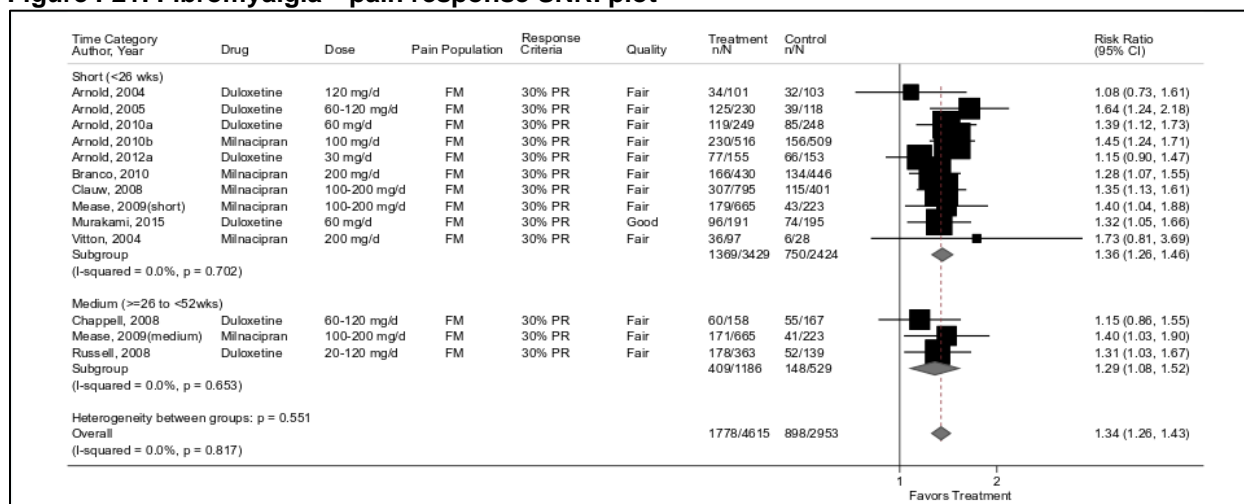 Time Category
Author, Year Drug Dose Pain Population Response Criteria Quality Treatment n/N Control n/N Risk Ratio (95% CI)
Short (<26 wks)
Arnold, 2004 Duloxetine 120 mg/d FM 30% PR Fair 34/101 32/103 1.08 (0.73, 1.61)
Arnold, 2005 Duloxetine 60-120 mg/d FM 30% PR Fair 125/230 39/118 1.64 (1.24, 2.18)
Arnold, 2010a Duloxetine 60 mg/d FM 30% PR Fair 119/249 85/248 1.39 (1.12, 1.73)
Arnold, 2010b Milnacipran 100 mg/d FM 30% PR Fair 230/516 156/509 1.45 (1.24, 1.71)
Arnold, 2012a Duloxetine 30 mg/d FM 30% PR Fair 77/155 66/153 1.15 (0.90, 1.47)
Branco, 2010 Milnacipran 200 mg/d FM 30% PR Fair 166/430 134/446 1.28 (1.07, 1.55)
Clauw, 2008 Milnacipran 100-200 mg/d FM 30% PR Fair 307/795 115/401 1.35 (1.13, 1.61)
Mease, 2009(short) Milnacipran 100-200 mg/d FM 30% PR Fair 179/665 43/223 1.40 (1.04, 1.88)
Murakami, 2015 Duloxetine 60 mg/d FM 30% PR Good 96/191 74/195 1.32 (1.05, 1.66)
Vitton, 2004 Milnacipran 200 mg/d FM 30% PR Fair 36/97 6/28 1.73 (0.81, 3.69)
Subgroup 1369/3429 750/2424 1.36 (1.26, 1.46)
(I-squared = 0.0%, p = 0.702)
Medium (>=26 to <52wks)
Chappell, 2008 Duloxetine 60-120 mg/d FM 30% PR Fair 60/158 55/167 1.15 (0.86, 1.55)
Mease, 2009(medium) Milnacipran 100-200 mg/d FM 30% PR Fair 171/665 41/223 1.40 (1.03, 1.90)
Russell, 2008 Duloxetine 20-120 mg/d FM 30% PR Fair 178/363 52/139 1.31 (1.03, 1.67)
Subgroup 409/1186 148/529 1.29 (1.08, 1.52)
(I-squared = 0.0%, p = 0.653)
Heterogeneity between groups: p = 0.551
Overall 1778/4615 898/2953 1.34 (1.26, 1.43)
(I-squared = 0.0%, p = 0.817)
1 2
Favors Treatment